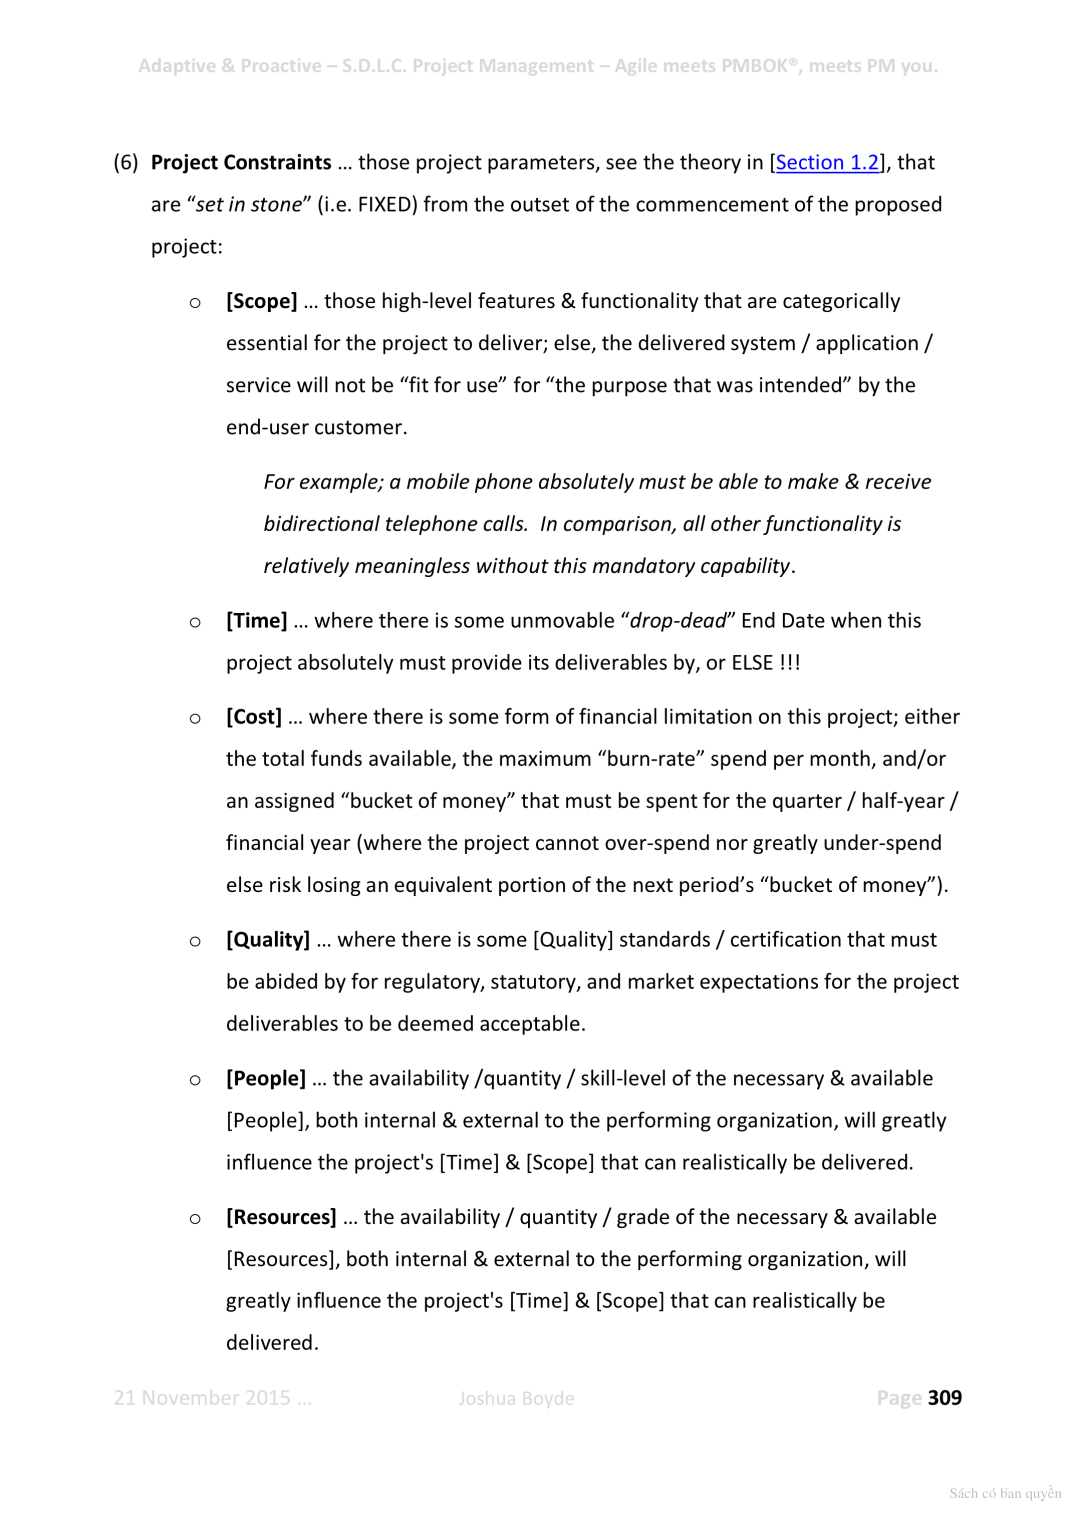 Adaptive & Proactive – S.D.L.C. Project Management – Agile meets PMBOK®, meets PM you.
(6) Project Constraints … those project parameters, see the theory in [Section 1.2], that
are “set in stone” (i.e. FIXED) from the outset of the commencement of the proposed
project:
o [Scope] … those high-level features & functionality that are categorically
essential for the project to deliver; else, the delivered system / application /
service will not be “fit for use” for “the purpose that was intended” by the
end-user customer.
For example; a mobile phone absolutely must be able to make & receive
bidirectional telephone calls. In comparison, all other functionality is
relatively meaningless without this mandatory capability.
o [Time] … where there is some unmovable “drop-dead” End Date when this
project absolutely must provide its deliverables by, or ELSE !!!
o [Cost] … where there is some form of financial limitation on this project; either
the total funds available, the maximum “burn-rate” spend per month, and/or
an assigned “bucket of money” that must be spent for the quarter / half-year /
financial year (where the project cannot over-spend nor greatly under-spend
else risk losing an equivalent portion of the next period’s “bucket of money”).
o [Quality] … where there is some [Quality] standards / certification that must
be abided by for regulatory, statutory, and market expectations for the project
deliverables to be deemed acceptable.
o [People] … the availability /quantity / skill-level of the necessary & available
[People], both internal & external to the performing organization, will greatly
influence the project's [Time] & [Scope] that can realistically be delivered.
o [Resources] … the availability / quantity / grade of the necessary & available
[Resources], both internal & external to the performing organization, will
greatly influence the project's [Time] & [Scope] that can realistically be
delivered.
21 November 2015 … Joshua Boyde Page 309
Sách có bản quyền